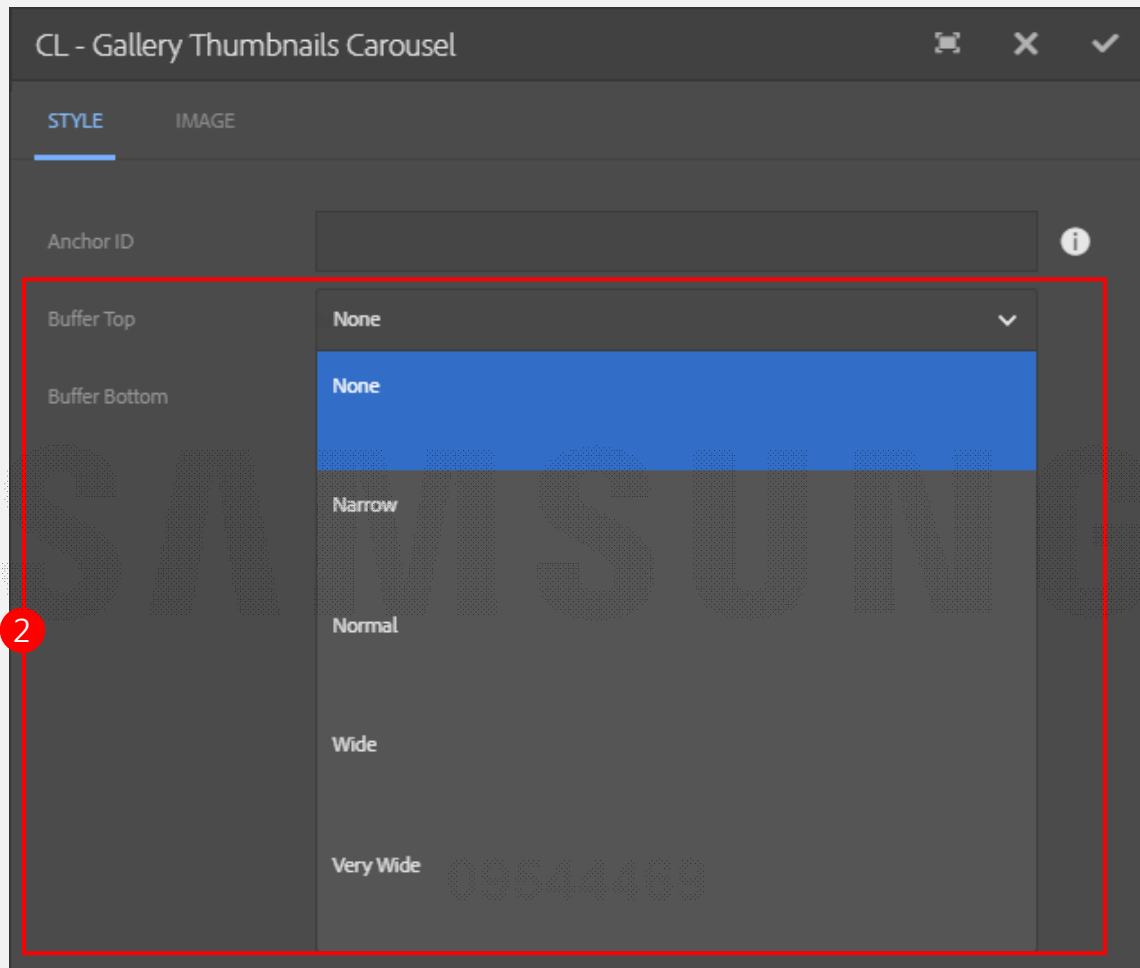 CL - Gallery Thumbnails Carousel
STYLE IMAGE
Anchor ID
Buffer Top None
None
Buffer Bottom
Narrow
SAMSUNG
2
Normal
Wide
Very Wide
09644469